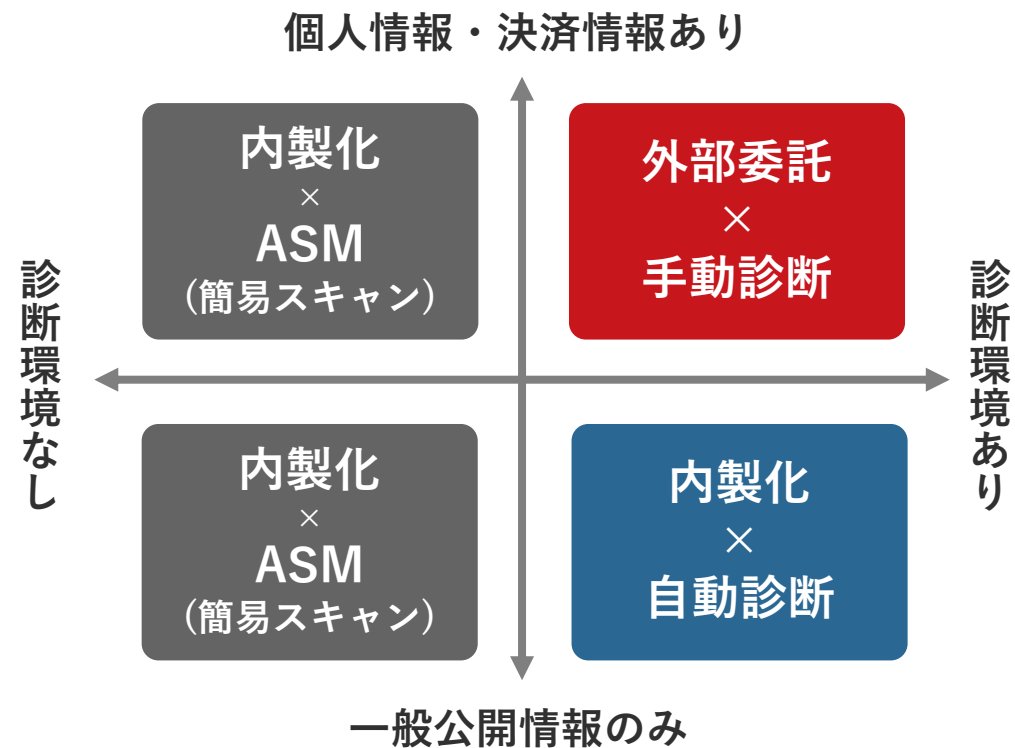 個人情報・決済情報あり
内製化
×
ASM
(簡易スキャン)
外部委託
×
手動診断
診断環境なし
診断環境あり
内製化
×
ASM
(簡易スキャン)
内製化
×
自動診断
一般公開情報のみ